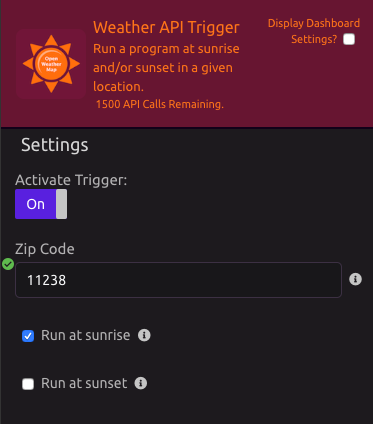 Weather API Trigger
Display Dashboard
Settings?
Open
Weather
Map
Run a program at sunrise
and/or sunset in a given
location.
1500 API Calls Remaining.
Settings
Activate Trigger:
On
Zip Code
11238
Run at sunrise
Run at sunset